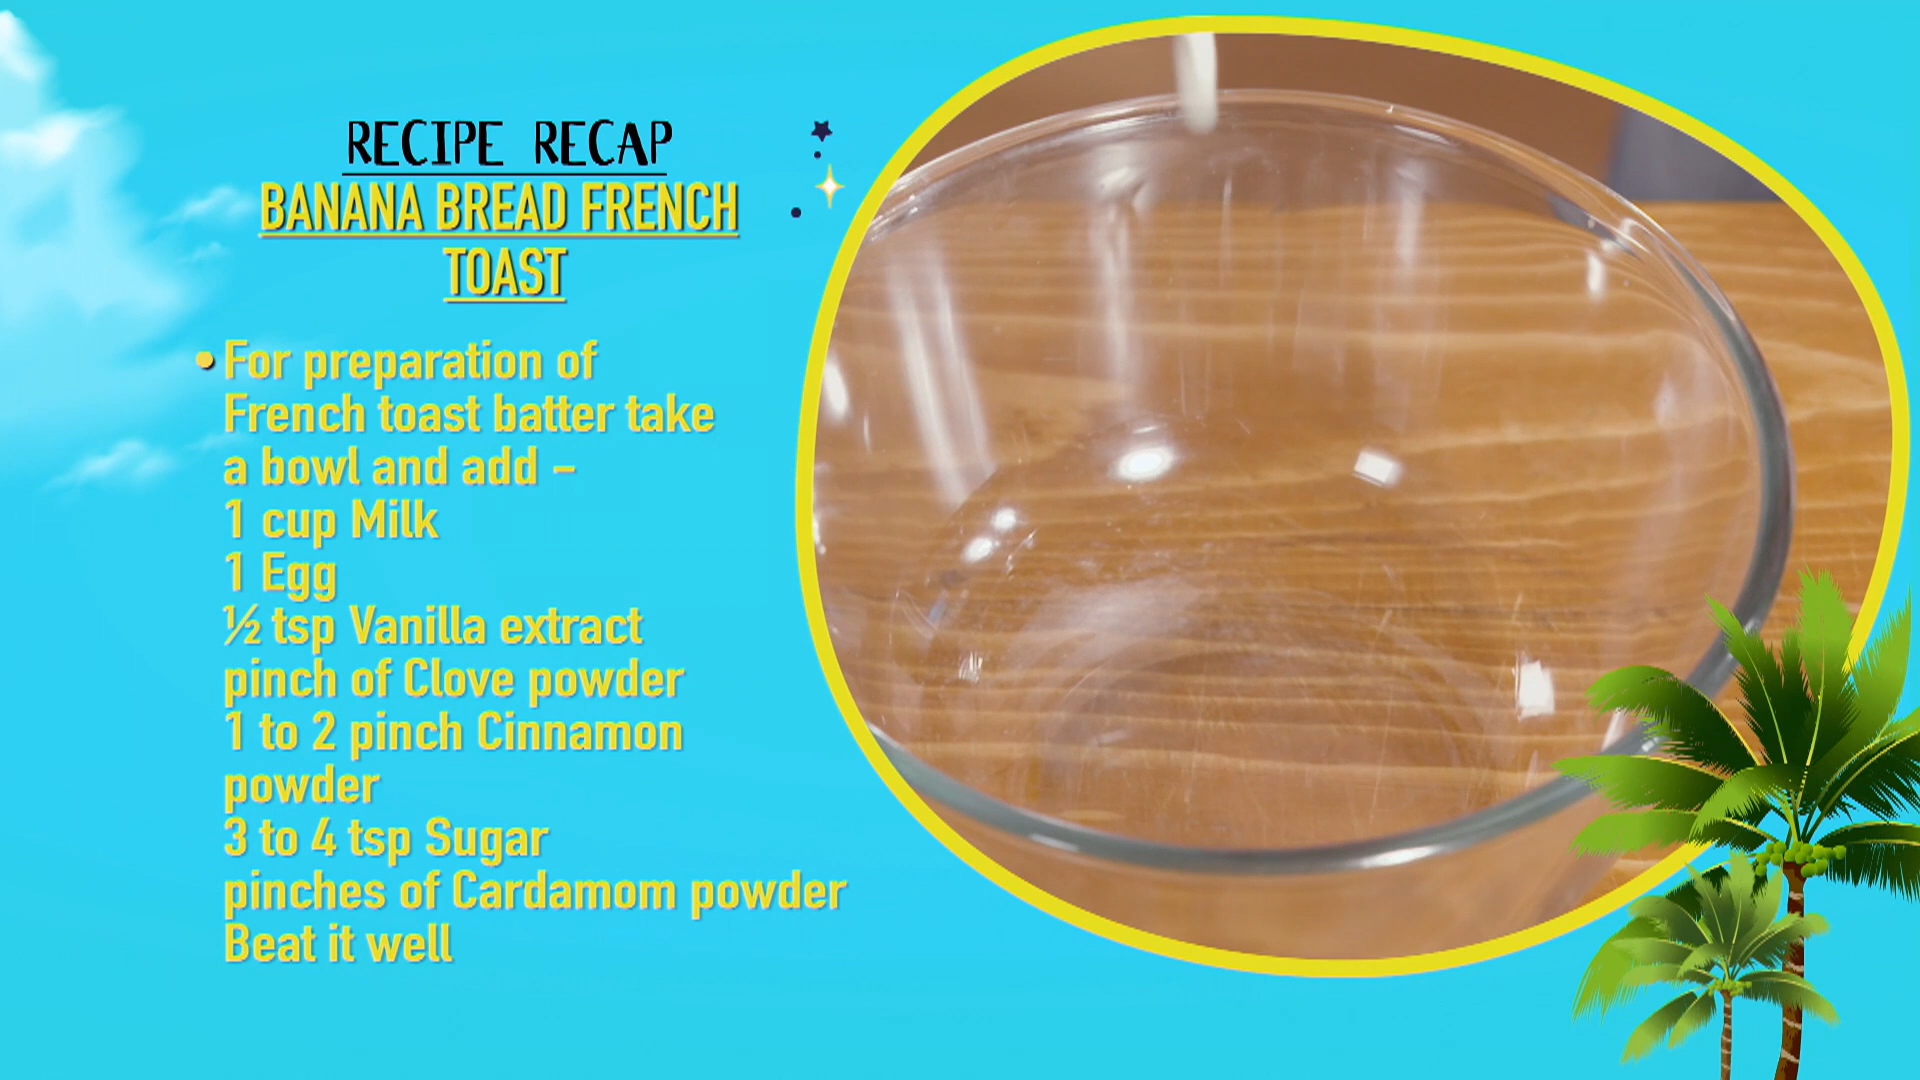 RECIPE RECAP
BANANA BREAD FRENCH
TOAST
• For preparation of
French toast batter take
a bowl and add –
1 cup Milk
1 Egg
½ tsp Vanilla extract
pinch of Clove powder
1 to 2 pinch Cinnamon
powder
3 to 4 tsp Sugar
pinches of Cardamom powder
Beat it well